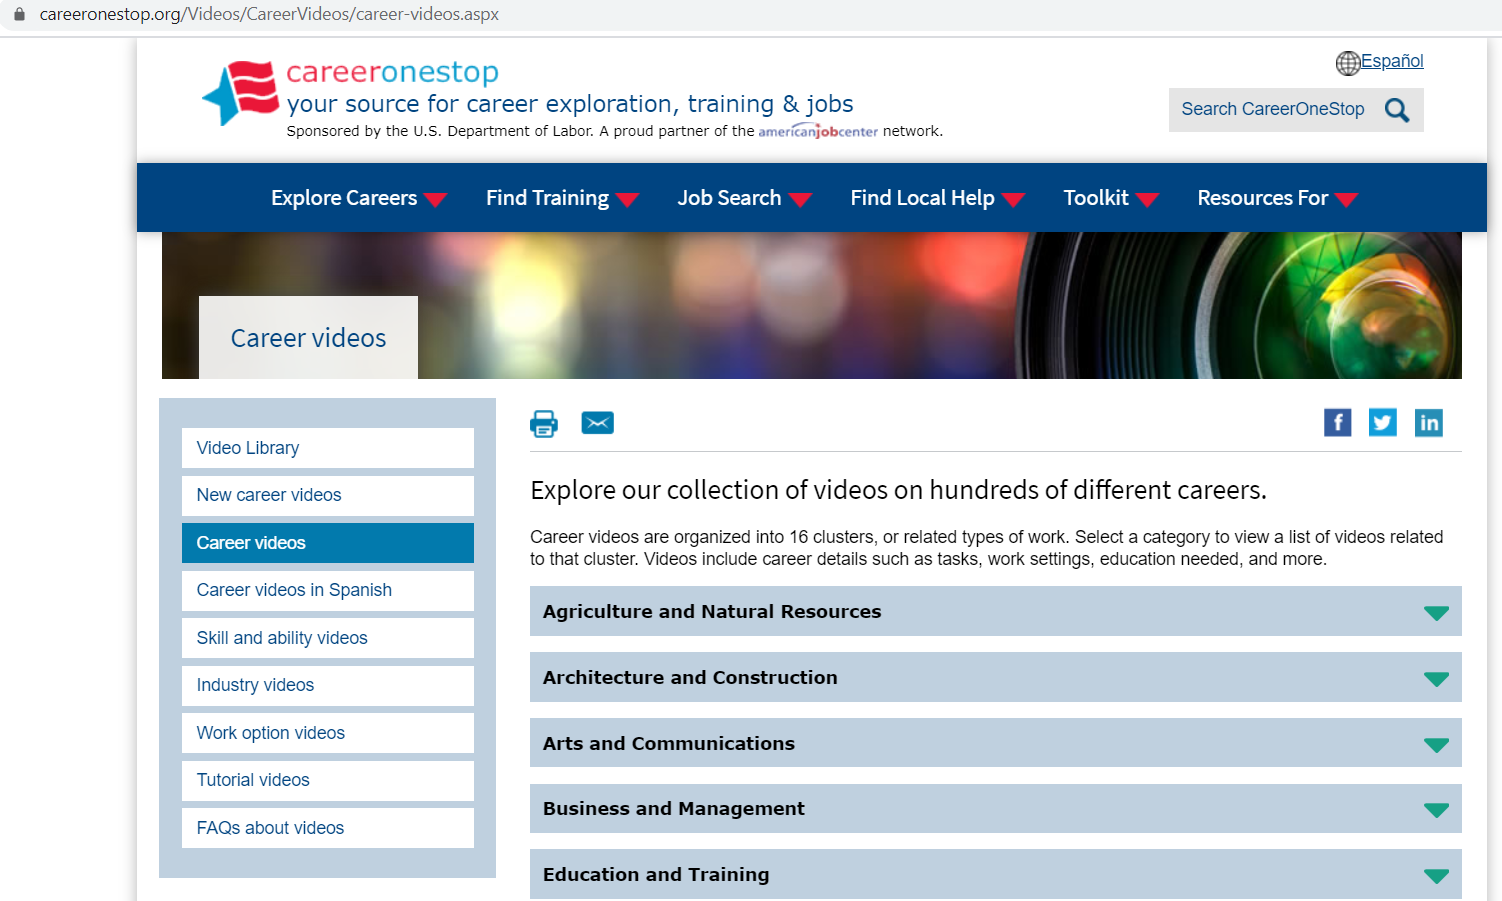 careeronestop.org/Videos/CareerVideos/career-videos.aspx
Español
careeronestop
your source for career exploration, training & jobs
Search CareerOneStop
Sponsored by the U.S. Department of Labor. A proud partner of the americanjobcenter network.
Explore Careers Find Training Job Search Find Local Help Toolkit Resources For
Career videos
Video Library
New career videos
Career videos
Career videos in Spanish
Skill and ability videos
Industry videos
Work option videos
Tutorial videos
FAQs about videos
f in
Explore our collection of videos on hundreds of different careers.
Career videos are organized into 16 clusters, or related types of work. Select a category to view a list of videos related
to that cluster. Videos include career details such as tasks, work settings, education needed, and more.
Agriculture and Natural Resources
Architecture and Construction
Arts and Communications
Business and Management
Education and Training